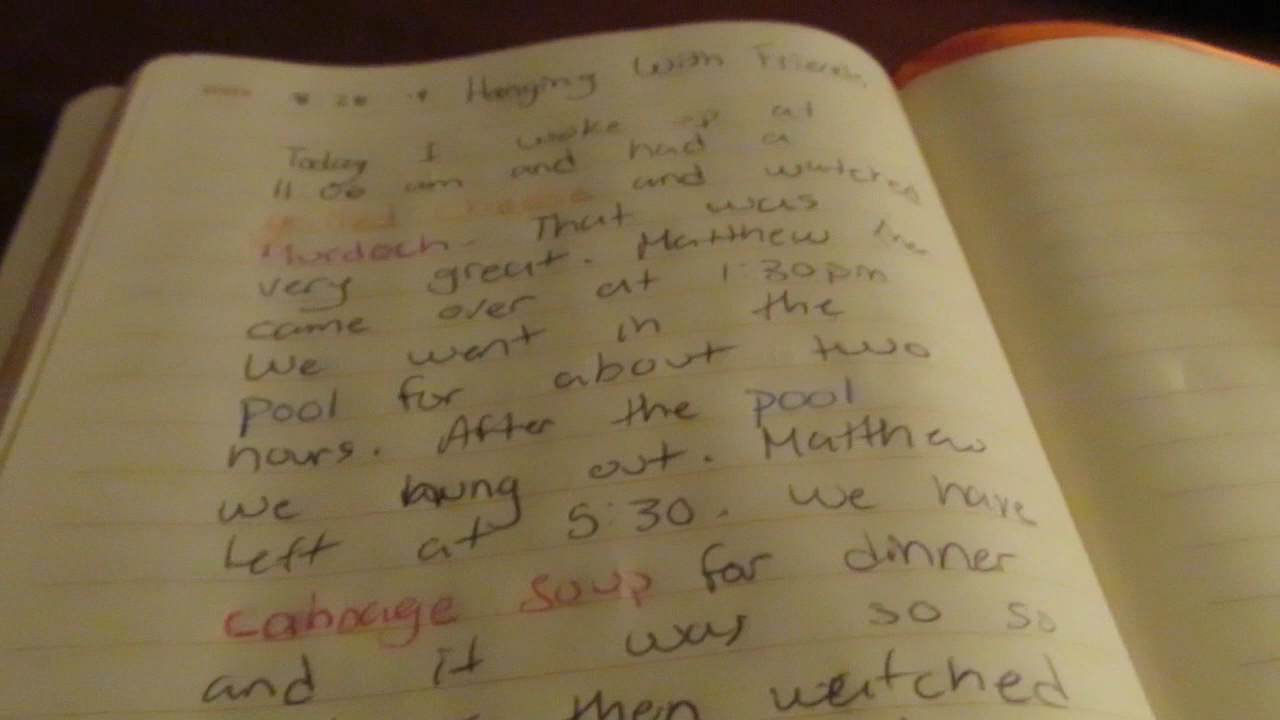 Hanging With Friends
Today I woke up at
11:00 am and had a
grilled cheese and watched
Murdoch. That was
very great. Matthew
came over at 1:30pm
We went in the
Pool for about two
hours. After the pool
we hung out. Matthew
Left at 5:30. We have
cabbage soup for dinner
and it was so so
then watched